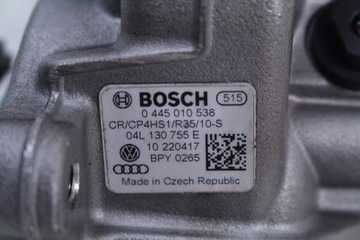 BOSCH 515
0 445 010 538
CR/CP4HS1/R35/10-S
04L 130 755 E
10 220417
BPY 0265
Made in Czech Republic